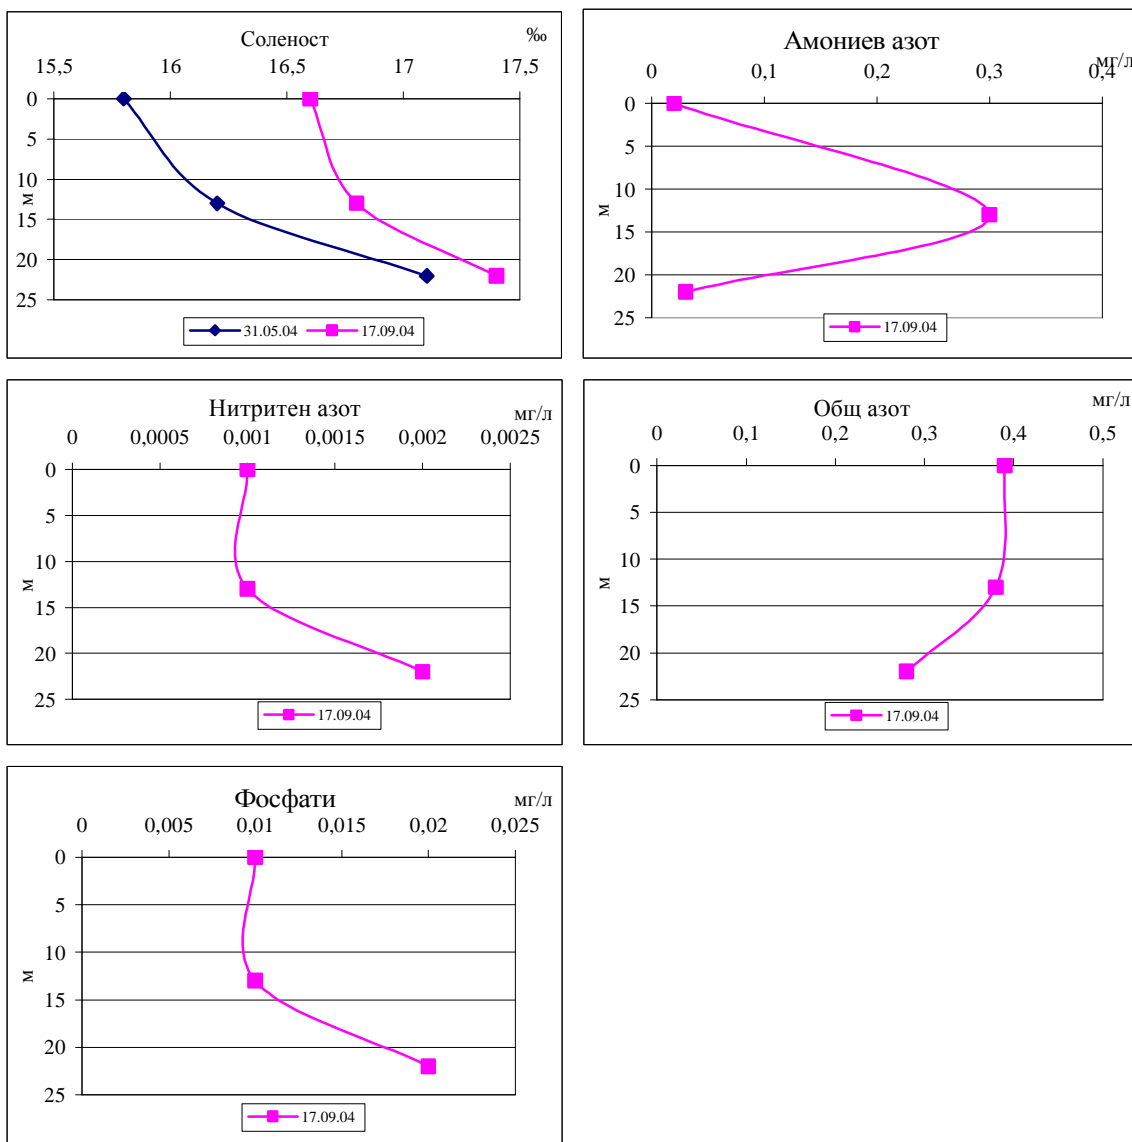 Соленост
‰
15,5 16 16,5 17 17,5
0
5
10
15
20
25
м
31.05.04 17.09.04
Амониев азот
мг/л
0 0,1 0,2 0,3 0,4
0
5
10
15
20
25
м
17.09.04
Нитритен азот
мг/л
0 0,0005 0,001 0,0015 0,002 0,0025
0
5
10
15
20
25
м
17.09.04
Общ азот
мг/л
0 0,1 0,2 0,3 0,4 0,5
0
5
10
15
20
25
м
17.09.04
Фосфати
мг/л
0 0,005 0,01 0,015 0,02 0,025
0
5
10
15
20
25
м
17.09.04